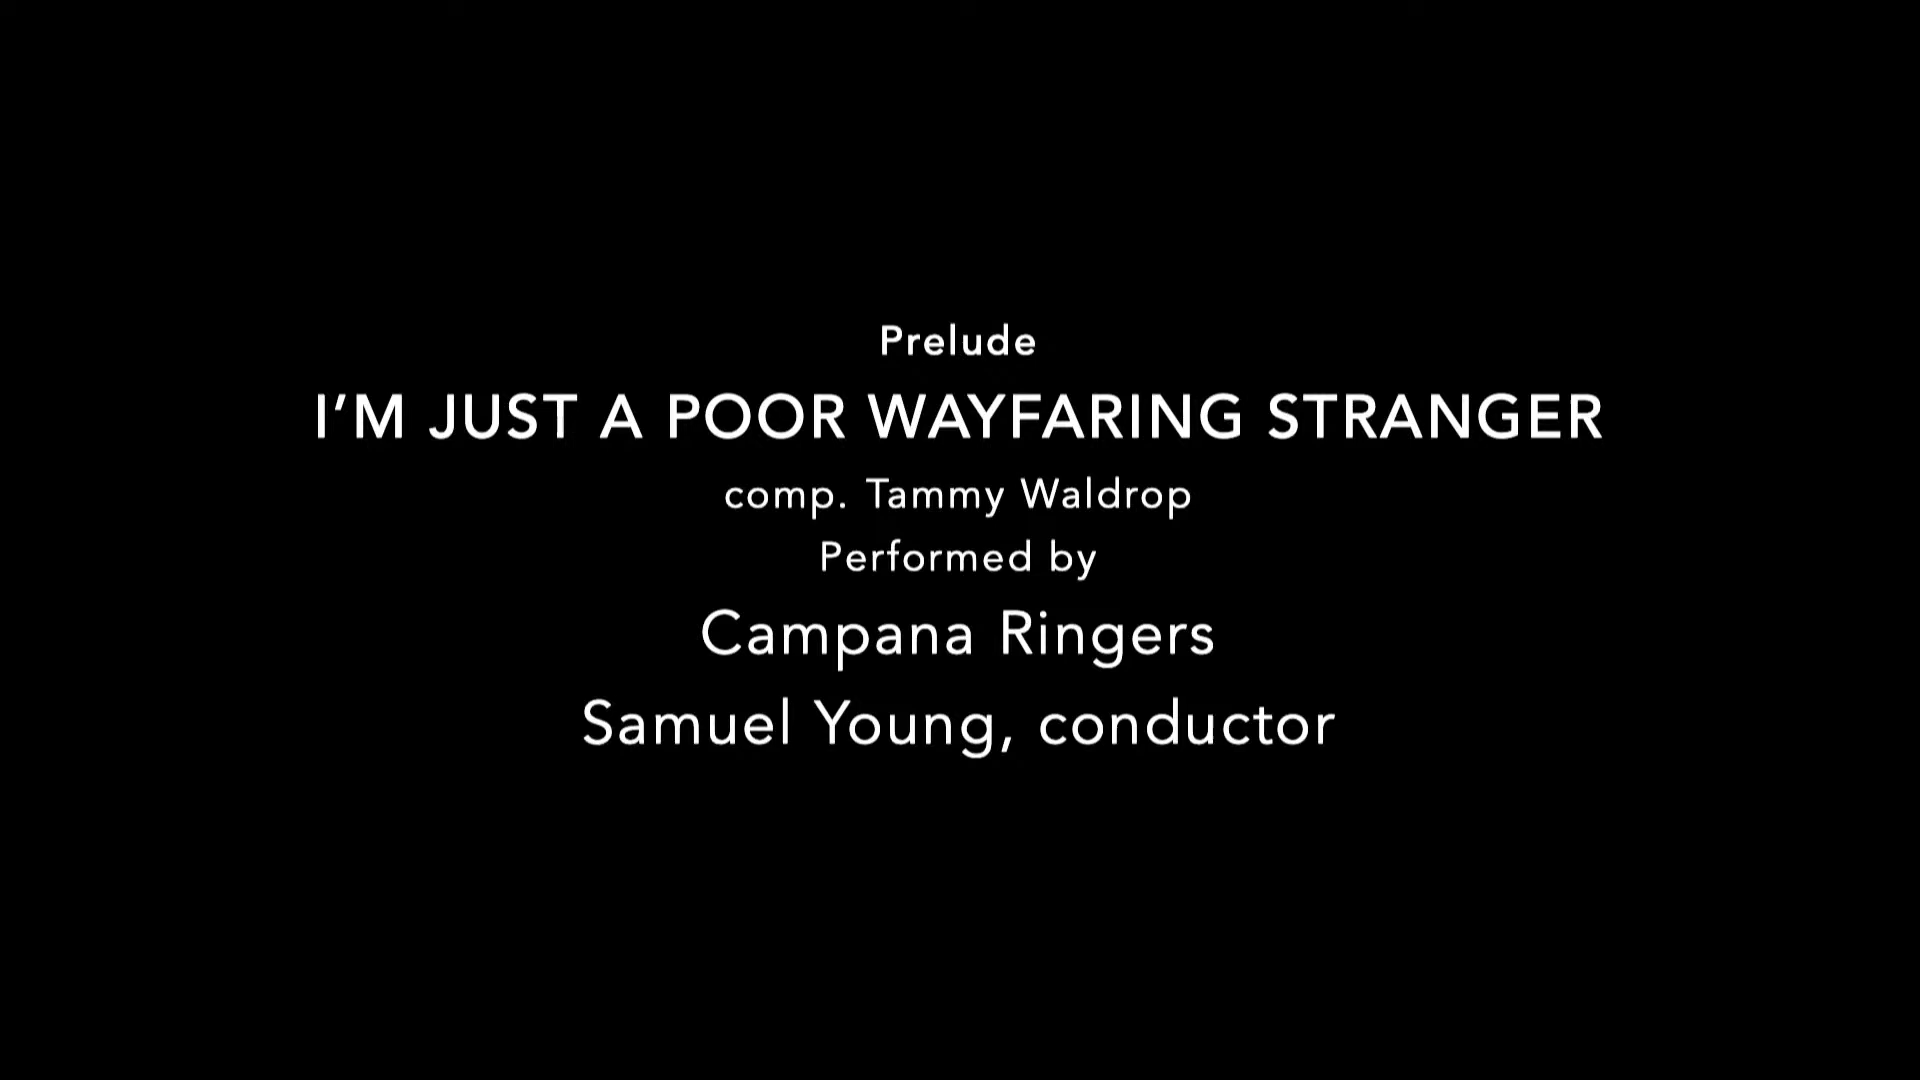 Prelude
I’M JUST A POOR WAYFARING STRANGER
comp. Tammy Waldrop
Performed by
Campana Ringers
Samuel Young, conductor